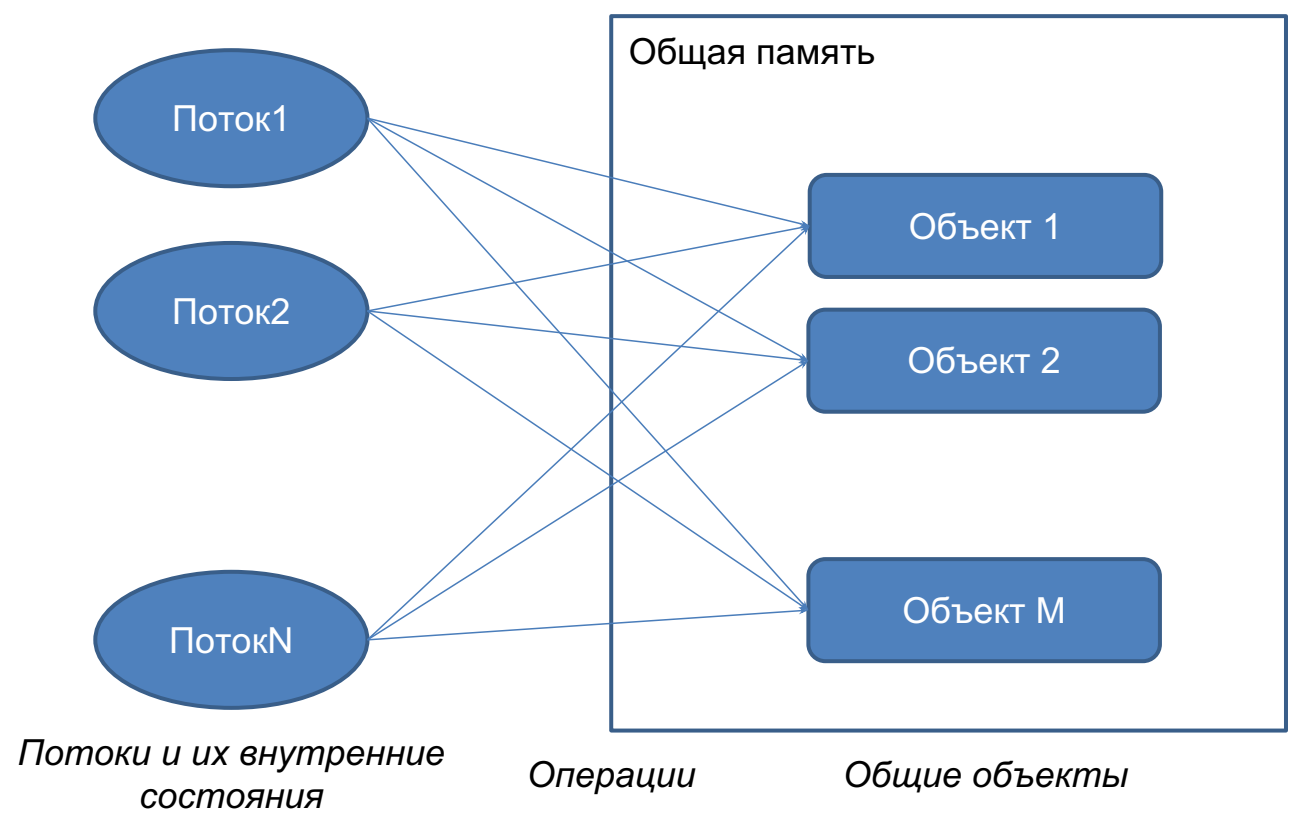 Общая память
Поток1
Объект 1
Поток2
Объект 2
Объект M
ПотокN
Потоки и их внутренние
состояния
Операции
Общие объекты